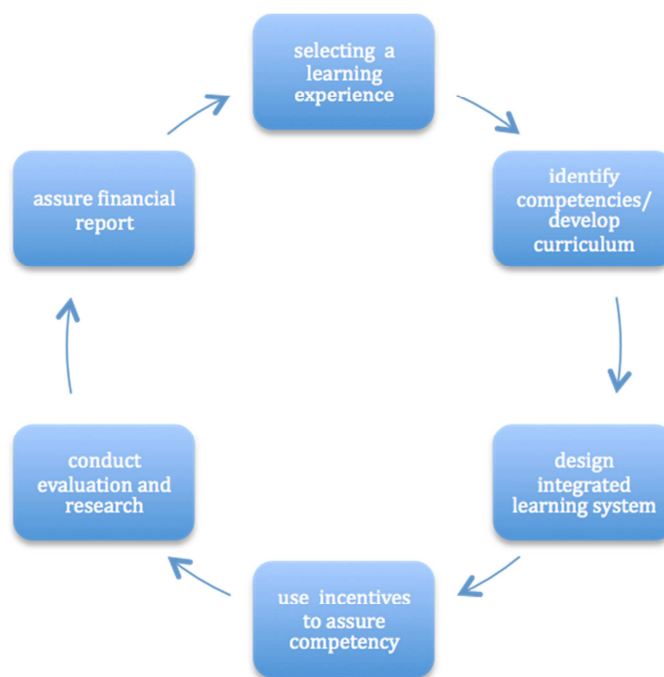 selecting a
learning
experience
identify
competencies/
develop
curriculum
design
integrated
learning system
use incentives
to assure
competency
conduct
evaluation and
research
assure financial
report